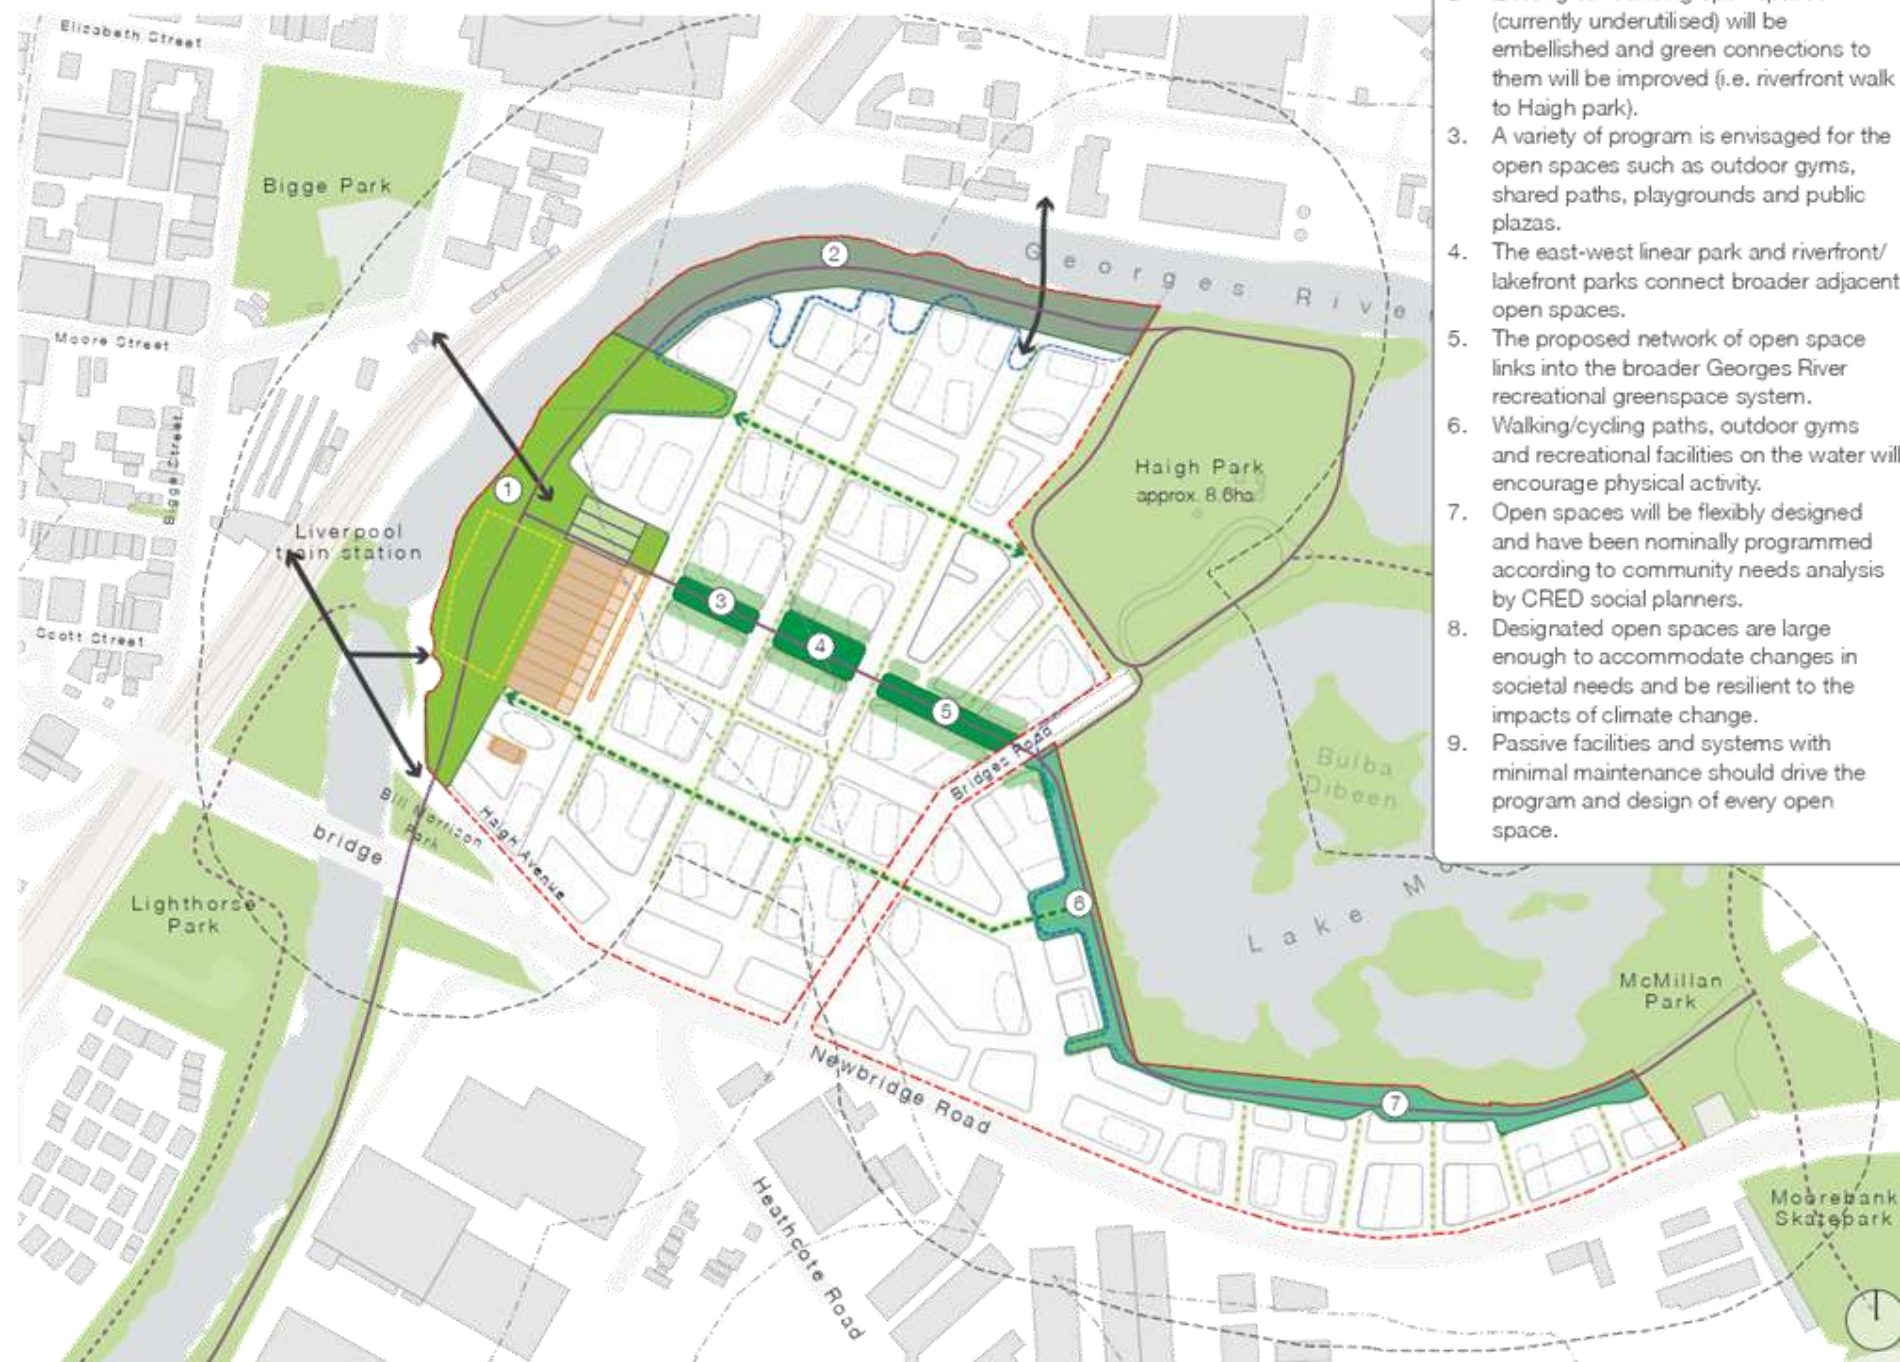 (currently underutilised) will be
embellished and green connections to
them will be improved (i.e. riverfront walk
to Haigh park).
3. A variety of program is envisaged for the
open spaces such as outdoor gyms,
shared paths, playgrounds and public
plazas.
4. The east-west linear park and riverfront/
lakefront parks connect broader adjacent
open spaces.
5. The proposed network of open space
links into the broader Georges River
recreational greenspace system.
6. Walking/cycling paths, outdoor gyms
and recreational facilities on the water will
encourage physical activity.
7. Open spaces will be flexibly designed
and have been nominally programmed
according to community needs analysis
by CRED social planners.
8. Designated open spaces are large
enough to accommodate changes in
societal needs and be resilient to the
impacts of climate change.
9. Passive facilities and systems with
minimal maintenance should drive the
program and design of every open
space.
Elizabeth Street
Bigge Park
Moore Street
Bigge Street
Liverpool
train station
Scott Street
Georges River
Haigh Park
approx. 8.6ha
1
2
3
4
5
6
7
Bridges Road
Bill Morrison
Park
Haigh Avenue
bridge
Lighthorse
Park
Bulba
Dibeen
Lake Mo
McMillan
Park
Newbridge Road
Heathcote Road
Moorebank
Skatepark